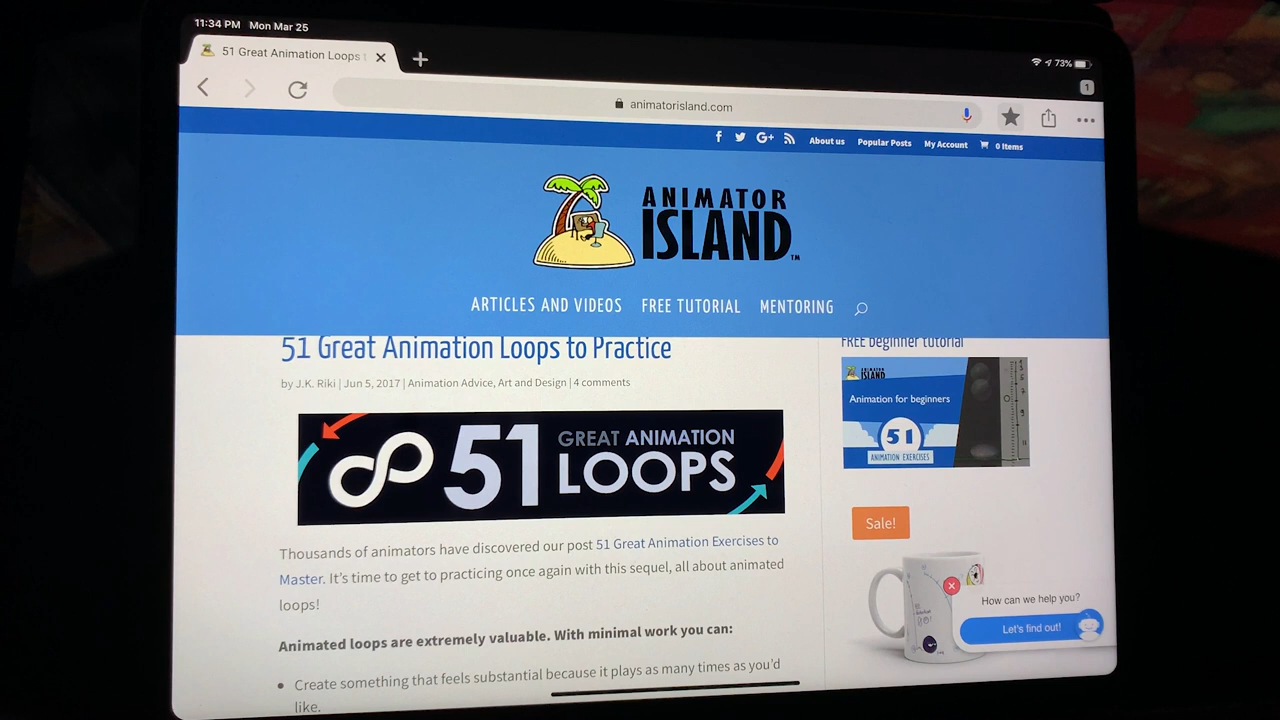 11:34 PM Mon Mar 25
73%
51 Great Animation Loops
1
animatorisland.com
About us Popular Posts My Account 0 Items
ANIMATOR
ISLAND™
ARTICLES AND VIDEOS FREE TUTORIAL MENTORING
51 Great Animation Loops to Practice
by J.K. Riki | Jun 5, 2017 | Animation Advice, Art and Design | 4 comments
51 GREAT ANIMATION
LOOPS
Thousands of animators have discovered our post 51 Great Animation Exercises to
Master. It's time to get to practicing once again with this sequel, all about animated
loops!
Animated loops are extremely valuable. With minimal work you can:
• Create something that feels substantial because it plays as many times as you'd
like.
FREE beginner tutorial
ISLAND
Animation for beginners
51
ANIMATION EXERCISES
Sale!
How can we help you?
Let's find out!